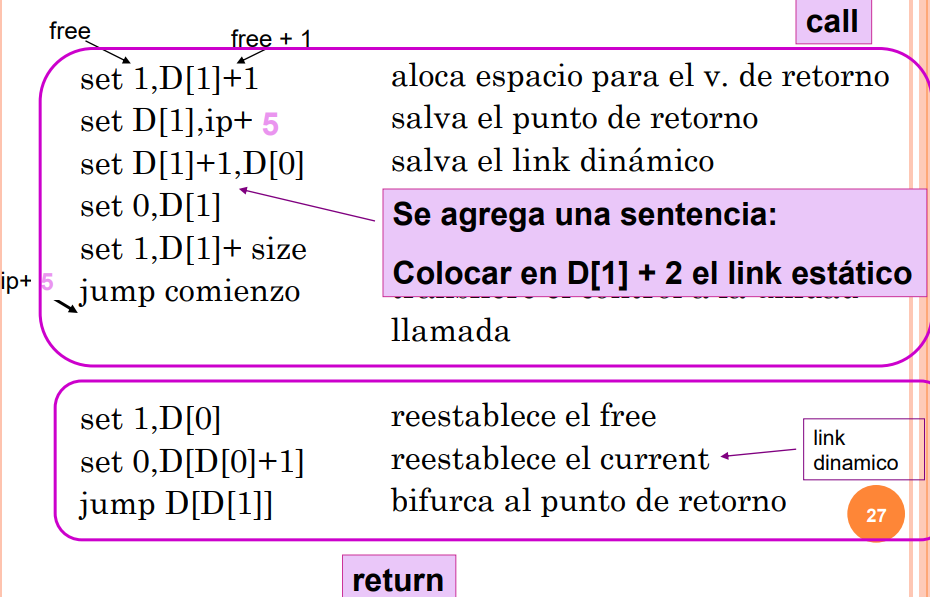 call
free
free + 1
set 1,D[1]+1 aloca espacio para el v. de retorno
set D[1],ip+ 5 salva el punto de retorno
set D[1]+1,D[0] salva el link dinámico
set 0,D[1]
Se agrega una sentencia:
set 1,D[1]+ size
Colocar en D[1] + 2 el link estático
ip+ 5
jump comienzo
llamada
set 1,D[0] reestablece el free
set 0,D[D[0]+1] reestablece el current
link
dinamico
jump D[D[1]] bifurca al punto de retorno
27
return